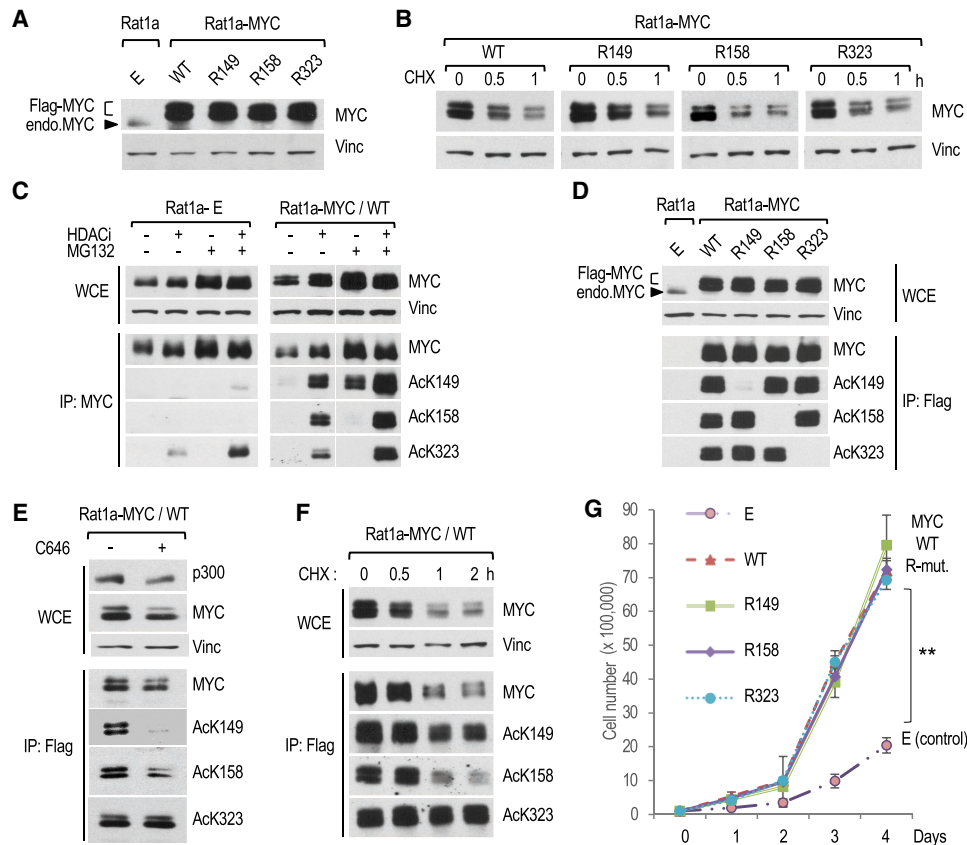 A
Rat1a Rat1a-MYC
E WT R149 R158 R323
Flag-MYC
endo.MYC
MYC
Vinc
B
Rat1a-MYC
WT R149 R158 R323
CHX 0 0.5 1 0 0.5 1 0 0.5 1 0 0.5 1 h
MYC
Vinc
C
Rat1a- E Rat1a-MYC / WT
HDACi - + - + - + - +
MG132 - - + + - - + +
WCE
MYC
Vinc
IP: MYC
MYC
AcK149
AcK158
AcK323
D
Rat1a Rat1a-MYC
E WT R149 R158 R323
Flag-MYC
endo.MYC
MYC
Vinc
WCE
MYC
AcK149
AcK158
AcK323
IP: Flag
E
Rat1a-MYC / WT
C646 - +
WCE
p300
MYC
Vinc
IP: Flag
MYC
AcK149
AcK158
AcK323
F
Rat1a-MYC / WT
CHX : 0 0.5 1 2 h
WCE
MYC
Vinc
IP: Flag
MYC
AcK149
AcK158
AcK323
G
Cell number (x 100,000)
90
80
70
60
50
40
30
20
10
0
E
WT
R149
R158
R323
MYC
WT
R-mut.
**
E (control)
0 1 2 3 4 Days